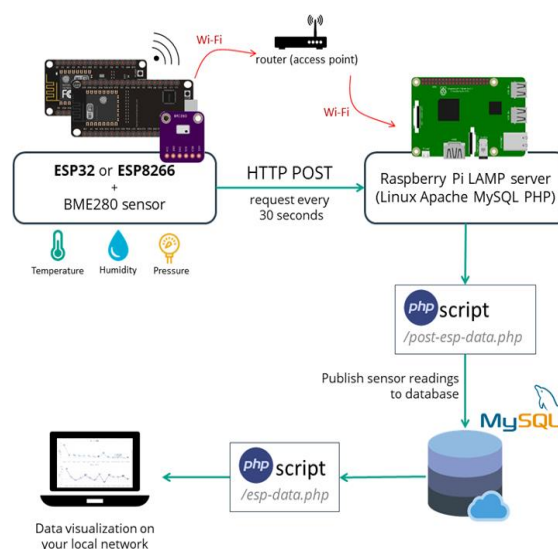 Wi-Fi
router (access point)
Wi-Fi
ESP32 or ESP8266
+
BME280 sensor
HTTP POST
request every
30 seconds
Raspberry Pi LAMP server
(Linux Apache MySQL PHP)
Temperature
Humidity
Pressure
php script
/post-esp-data.php
Publish sensor readings
to database
MySQL
php script
/esp-data.php
Data visualization on
your local network